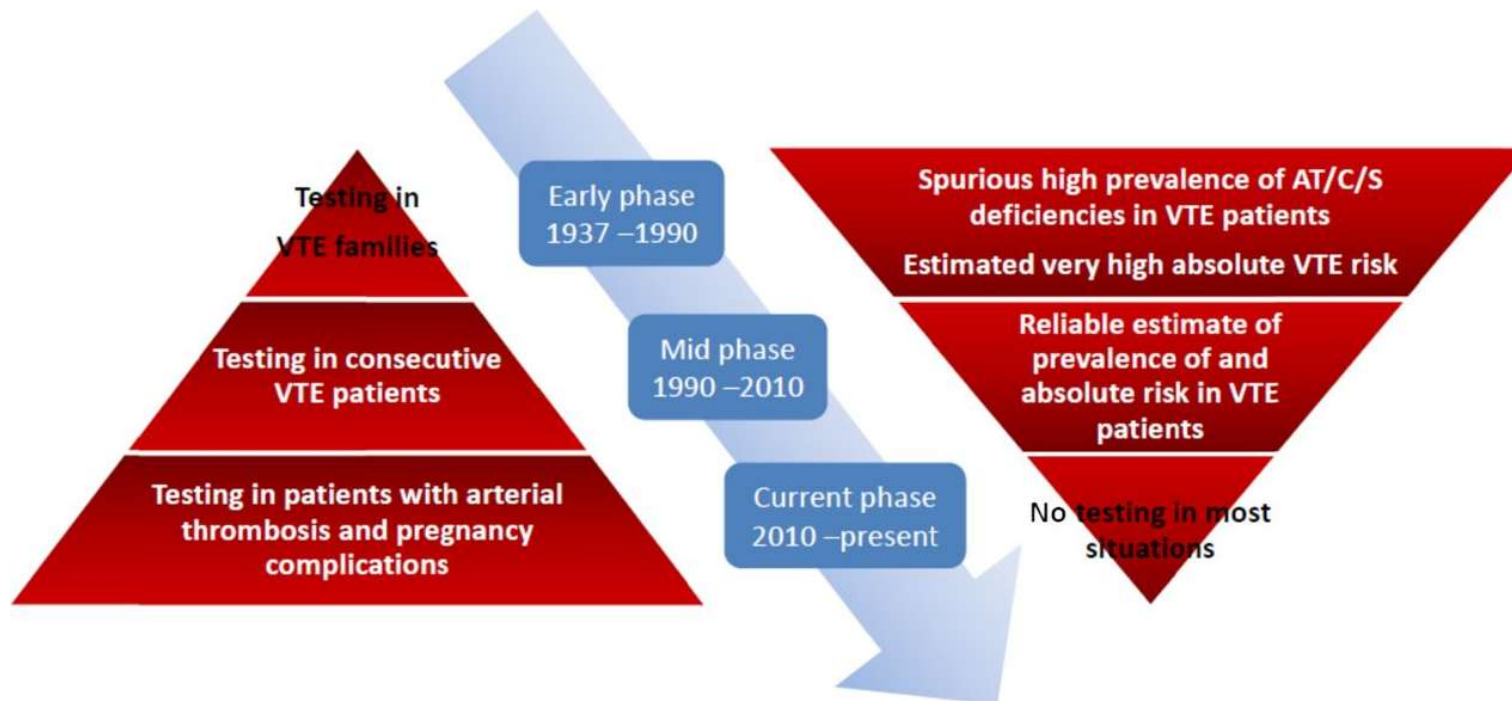 Testing in
VTE families
Testing in consecutive
VTE patients
Testing in patients with arterial
thrombosis and pregnancy
complications
Early phase
1937 –1990
Mid phase
1990 –2010
Current phase
2010 –present
Spurious high prevalence of AT/C/S
deficiencies in VTE patients
Estimated very high absolute VTE risk
Reliable estimate of
prevalence of and
absolute risk in VTE
patients
No testing in most
situations